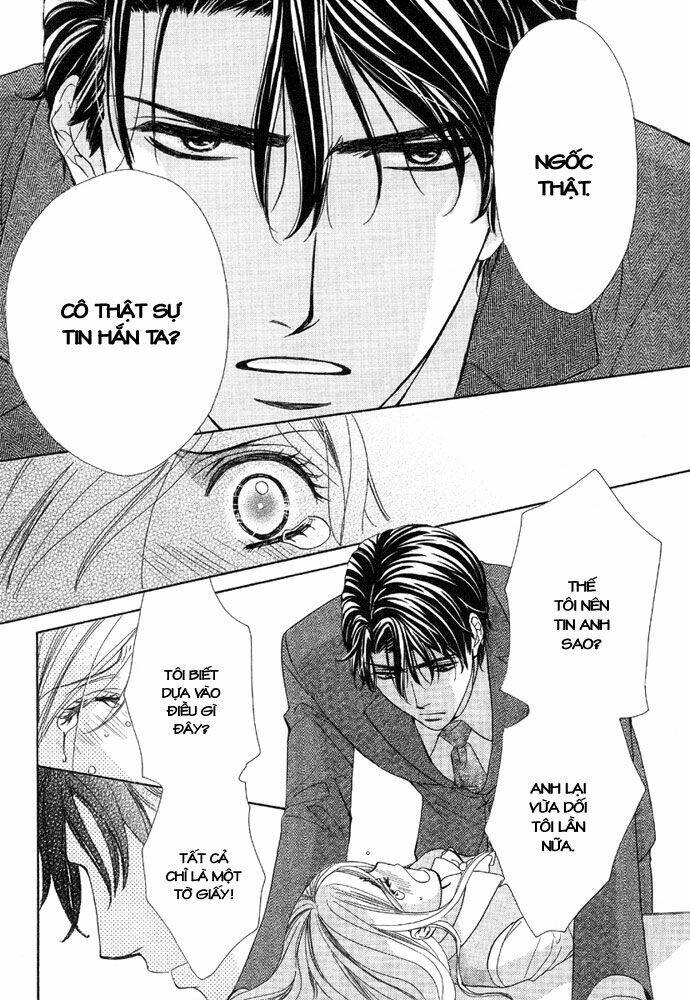 NGỐC
THẬT.
CÔ THẬT SỰ
TIN HẮN TA?
THẾ
TÔI NÊN
TIN ANH
SAO?
ANH LẠI
VỪA DỐI
TÔI LẦN
NỮA.
TÔI BIẾT
DỰA VÀO
ĐIỀU GÌ
ĐÂY?
TẤT CẢ
CHỈ LÀ MỘT
TỜ GIẤY!